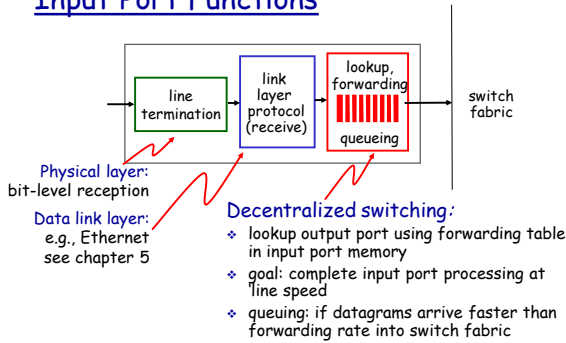 Input Port Functions
line
termination
link
layer
protocol
(receive)
lookup,
forwarding
queueing
switch
fabric
Physical layer:
bit-level reception
Data link layer:
e.g., Ethernet
see chapter 5
Decentralized switching:
❖ lookup output port using forwarding table
in input port memory
❖ goal: complete input port processing at
'line speed'
❖ queuing: if datagrams arrive faster than
forwarding rate into switch fabric